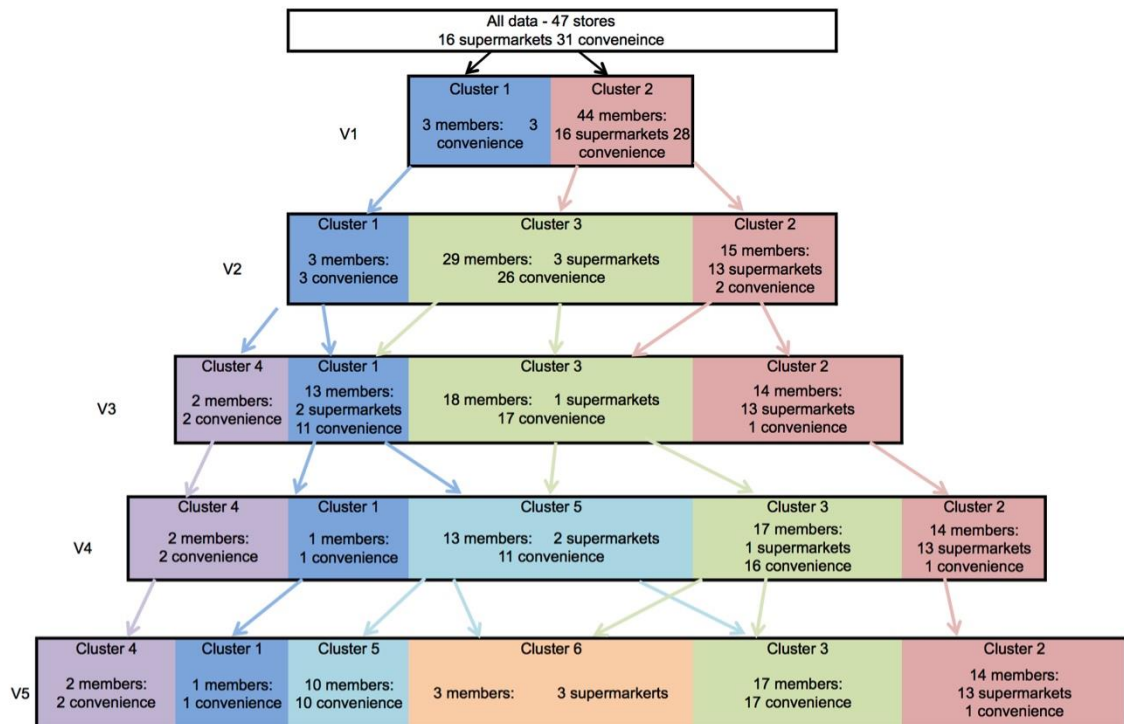 All data - 47 stores
16 supermarkets 31 conveneince
V1
Cluster 1
3 members: 3
convenience
Cluster 2
44 members:
16 supermarkets 28
convenience
V2
Cluster 1
3 members:
3 convenience
Cluster 3
29 members: 3 supermarkets
26 convenience
Cluster 2
15 members:
13 supermarkets
2 convenience
V3
Cluster 4
2 members:
2 convenience
Cluster 1
13 members:
2 supermarkets
11 convenience
Cluster 3
18 members: 1 supermarkets
17 convenience
Cluster 2
14 members:
13 supermarkets
1 convenience
V4
Cluster 4
2 members:
2 convenience
Cluster 1
1 members:
1 convenience
Cluster 5
13 members: 2 supermarkets
11 convenience
Cluster 3
17 members:
1 supermarkets
16 convenience
Cluster 2
14 members:
13 supermarkets
1 convenience
V5
Cluster 4
2 members:
2 convenience
Cluster 1
1 members:
1 convenience
Cluster 5
10 members:
10 convenience
Cluster 6
3 members: 3 supermarkerts
Cluster 3
17 members:
17 convenience
Cluster 2
14 members:
13 supermarkets
1 convenience